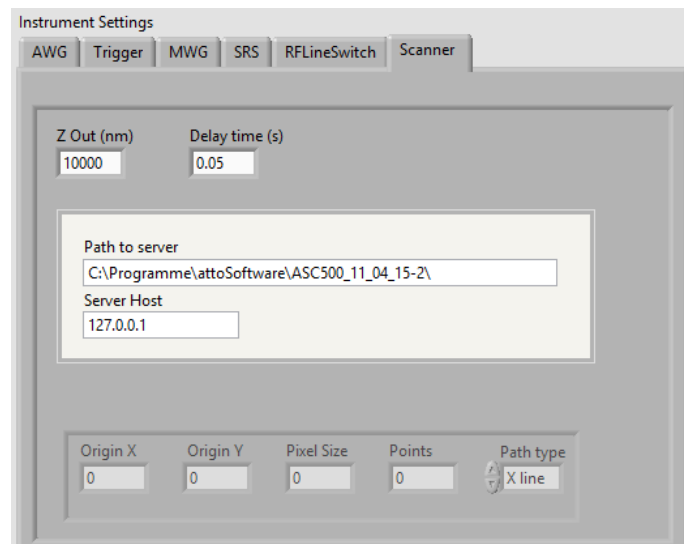 Instrument Settings
AWG Trigger MWG SRS RFLineSwitch Scanner
Z Out (nm) Delay time (s)
10000 0.05
Path to server
C:\Programme\attoSoftware\ASC500_11_04_15-2\
Server Host
127.0.0.1
Origin X Origin Y Pixel Size Points Path type
0 0 0 0 X line